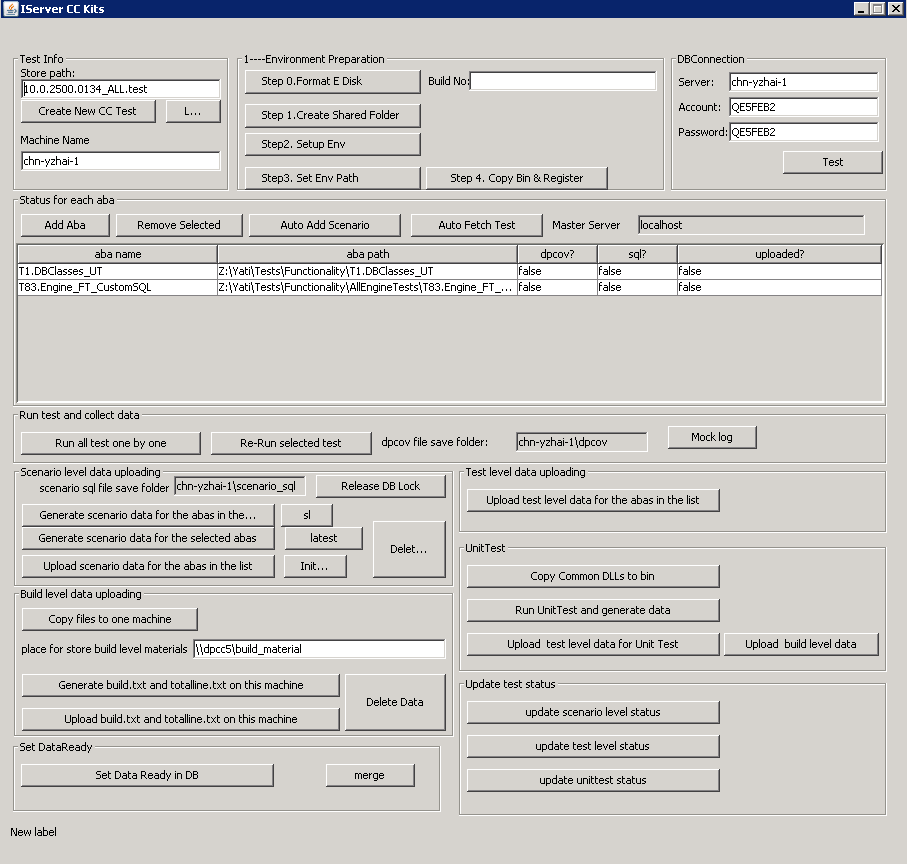 IServer CC Kits
Test Info
Store path:
10.0.2500.0134_ALL.test
Create New CC Test
L...
Machine Name
chn-yzhai-1
1----Environment Preparation
Step 0.Format E Disk
Build No:
Step 1.Create Shared Folder
Step2. Setup Env
Step3. Set Env Path
Step 4. Copy Bin & Register
DBConnection
Server: chn-yzhai-1
Account: QE5FEB2
Password: QE5FEB2
Test
Status for each aba
Add Aba Remove Selected Auto Add Scenario Auto Fetch Test Master Server localhost
aba name aba path dpcov? sql? uploaded?
T1.DBClasses_UT Z:\Yati\Tests\Functionality\T1.DBClasses_UT false false false
T83.Engine_FT_CustomSQL Z:\Yati\Tests\Functionality\AllEngineTests\T83.Engine_FT_... false false false
Run test and collect data
Run all test one by one Re-Run selected test dpcov file save folder: chn-yzhai-1\dpcov Mock log
Scenario level data uploading
scenario sql file save folder chn-yzhai-1\scenario_sql Release DB Lock
Generate scenario data for the abas in the... sl
Generate scenario data for the selected abas latest
Delet...
Upload scenario data for the abas in the list Init...
Build level data uploading
Copy files to one machine
place for store build level materials \\dpcc5\build_material
Generate build.txt and totalline.txt on this machine
Delete Data
Upload build.txt and totalline.txt on this machine
Set DataReady
Set Data Ready in DB merge
Test level data uploading
Upload test level data for the abas in the list
UnitTest
Copy Common DLLs to bin
Run UnitTest and generate data
Upload test level data for Unit Test Upload build level data
Update test status
update scenario level status
update test level status
update unittest status
New label